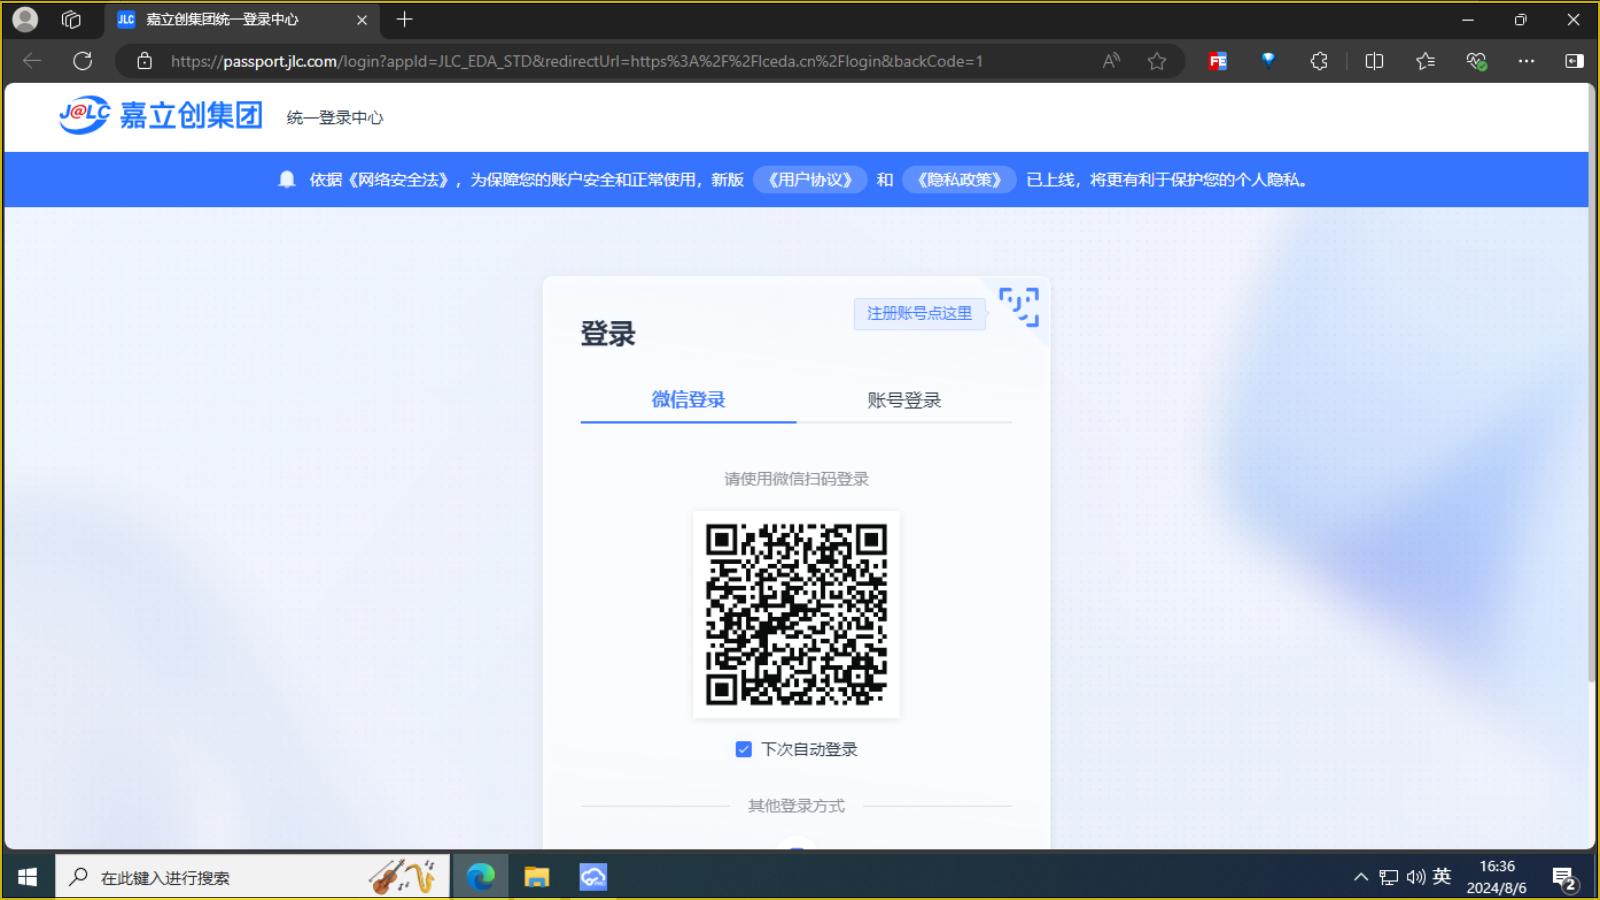 JLC 嘉立创集团统一登录中心
https://passport.jlc.com/login?appId=JLC_EDA_STD&redirectUrl=https%3A%2F%2Flceda.cn%2Flogin&backCode=1
FE
J@LC 嘉立创集团 统一登录中心
依据《网络安全法》，为保障您的账户安全和正常使用，新版 《用户协议》 和 《隐私政策》 已上线，将更有利于保护您的个人隐私。
注册账号点这里
登录
微信登录 账号登录
请使用微信扫码登录
下次自动登录
其他登录方式
在此键入进行搜索
英
16:36
2024/8/6
2